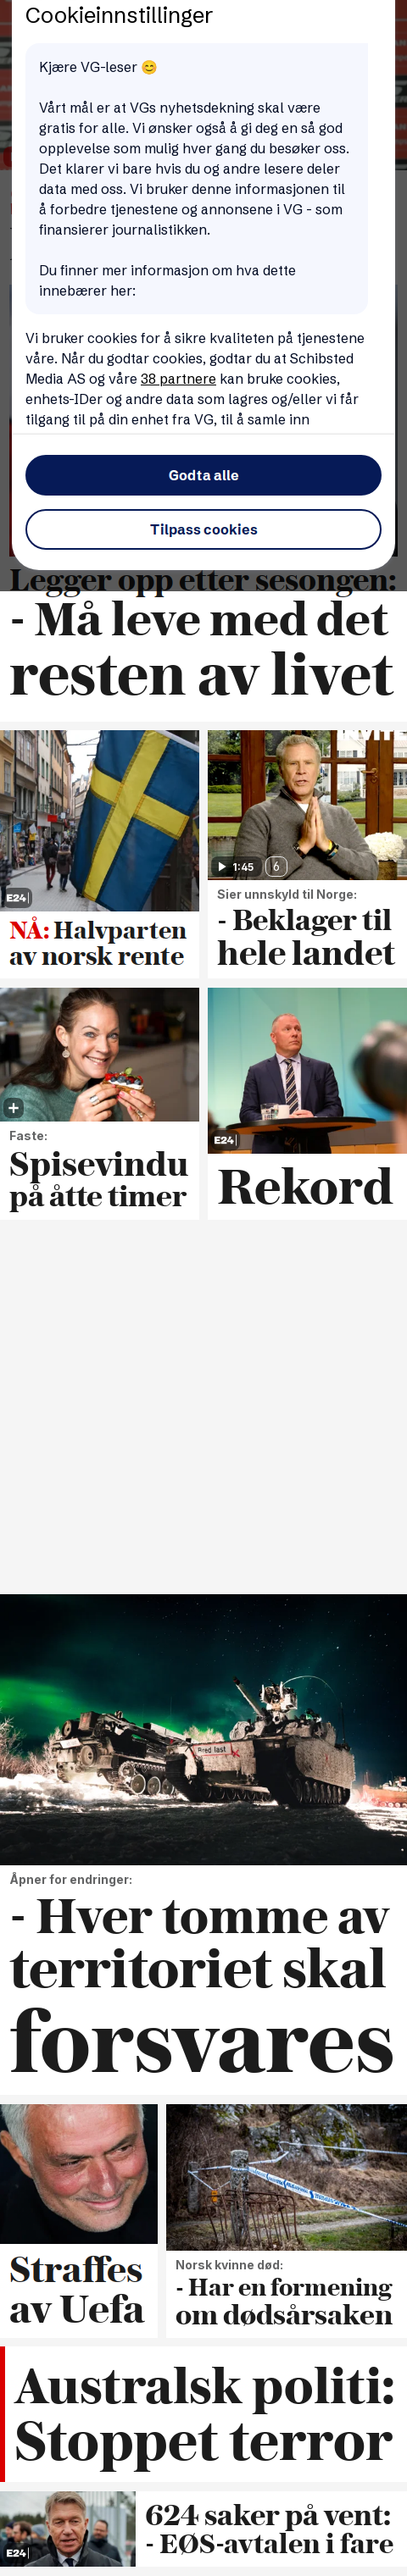 Cookieinnstillinger
Kjære VG-leser 😊
Vårt mål er at VGs nyhetsdekning skal være
gratis for alle. Vi ønsker også å gi deg en så god
opplevelse som mulig hver gang du besøker oss.
Det klarer vi bare hvis du og andre lesere deler
data med oss. Vi bruker denne informasjonen til
å forbedre tjenestene og annonsene i VG - som
finansierer journalistikken.
Du finner mer informasjon om hva dette
innebærer her:
Vi bruker cookies for å sikre kvaliteten på tjenestene
våre. Når du godtar cookies, godtar du at Schibsted
Media AS og våre 38 partnere kan bruke cookies,
enhets-IDer og andre data som lagres og/eller vi får
tilgang til på din enhet fra VG, til å samle inn
Godta alle
Tilpass cookies
Legger opp etter sesongen:
- Må leve med det
resten av livet
E24
NÅ: Halvparten
av norsk rente
1:45
6
Sier unnskyld til Norge:
- Beklager til
hele landet
Faste:
Spisevindu
på åtte timer
E24
Rekord
Bred last
Åpner for endringer:
- Hver tomme av
territoriet skal
forsvares
Straffes
av Uefa
Norsk kvinne død:
- Har en formening
om dødsårsaken
Australsk politi:
Stoppet terror
E24
624 saker på vent:
- EØS-avtalen i fare